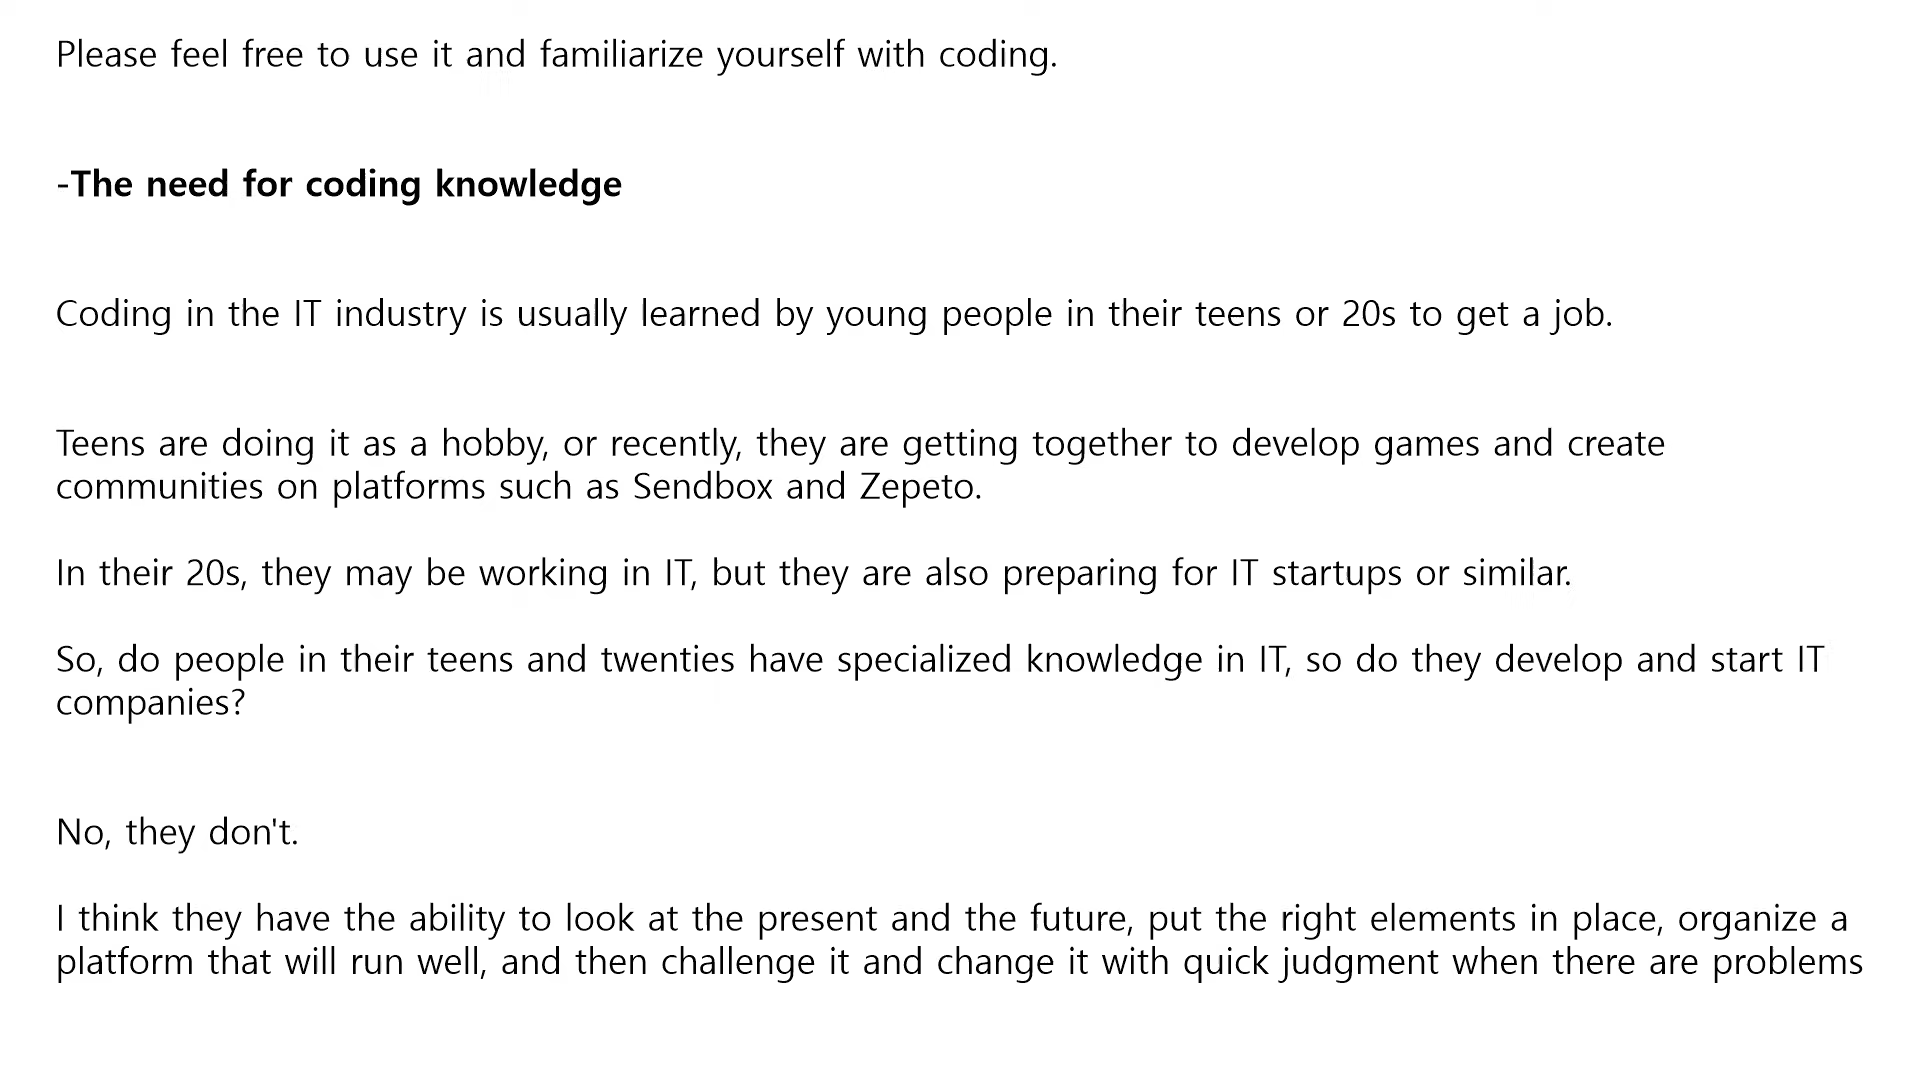 Please feel free to use it and familiarize yourself with coding.
-The need for coding knowledge
Coding in the IT industry is usually learned by young people in their teens or 20s to get a job.
Teens are doing it as a hobby, or recently, they are getting together to develop games and create
communities on platforms such as Sendbox and Zepeto.
In their 20s, they may be working in IT, but they are also preparing for IT startups or similar.
So, do people in their teens and twenties have specialized knowledge in IT, so do they develop and start IT
companies?
No, they don't.
I think they have the ability to look at the present and the future, put the right elements in place, organize a
platform that will run well, and then challenge it and change it with quick judgment when there are problems